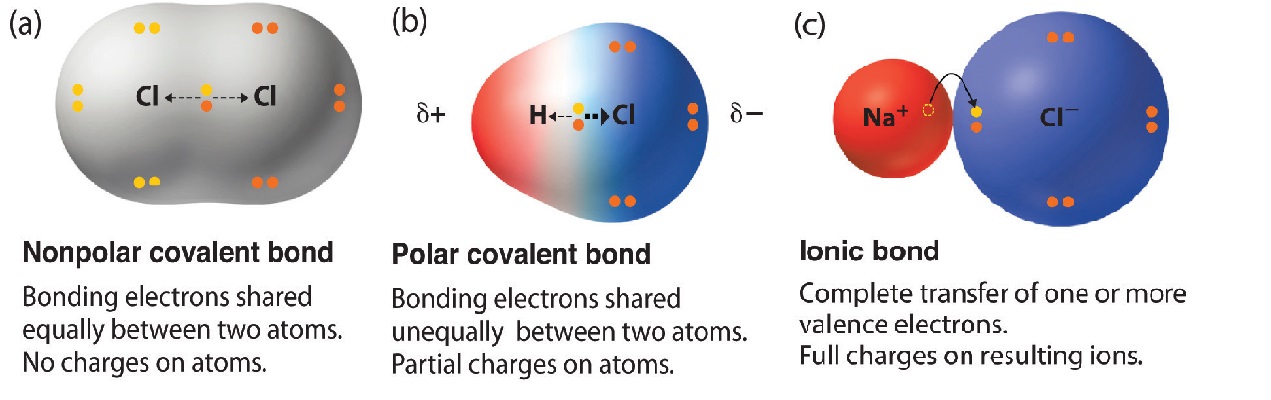 (a)
Cl Cl
Nonpolar covalent bond
Bonding electrons shared
equally between two atoms.
No charges on atoms.
(b)
δ+ H Cl δ−
Polar covalent bond
Bonding electrons shared
unequally between two atoms.
Partial charges on atoms.
(c)
Na⁺ Cl⁻
Ionic bond
Complete transfer of one or more
valence electrons.
Full charges on resulting ions.